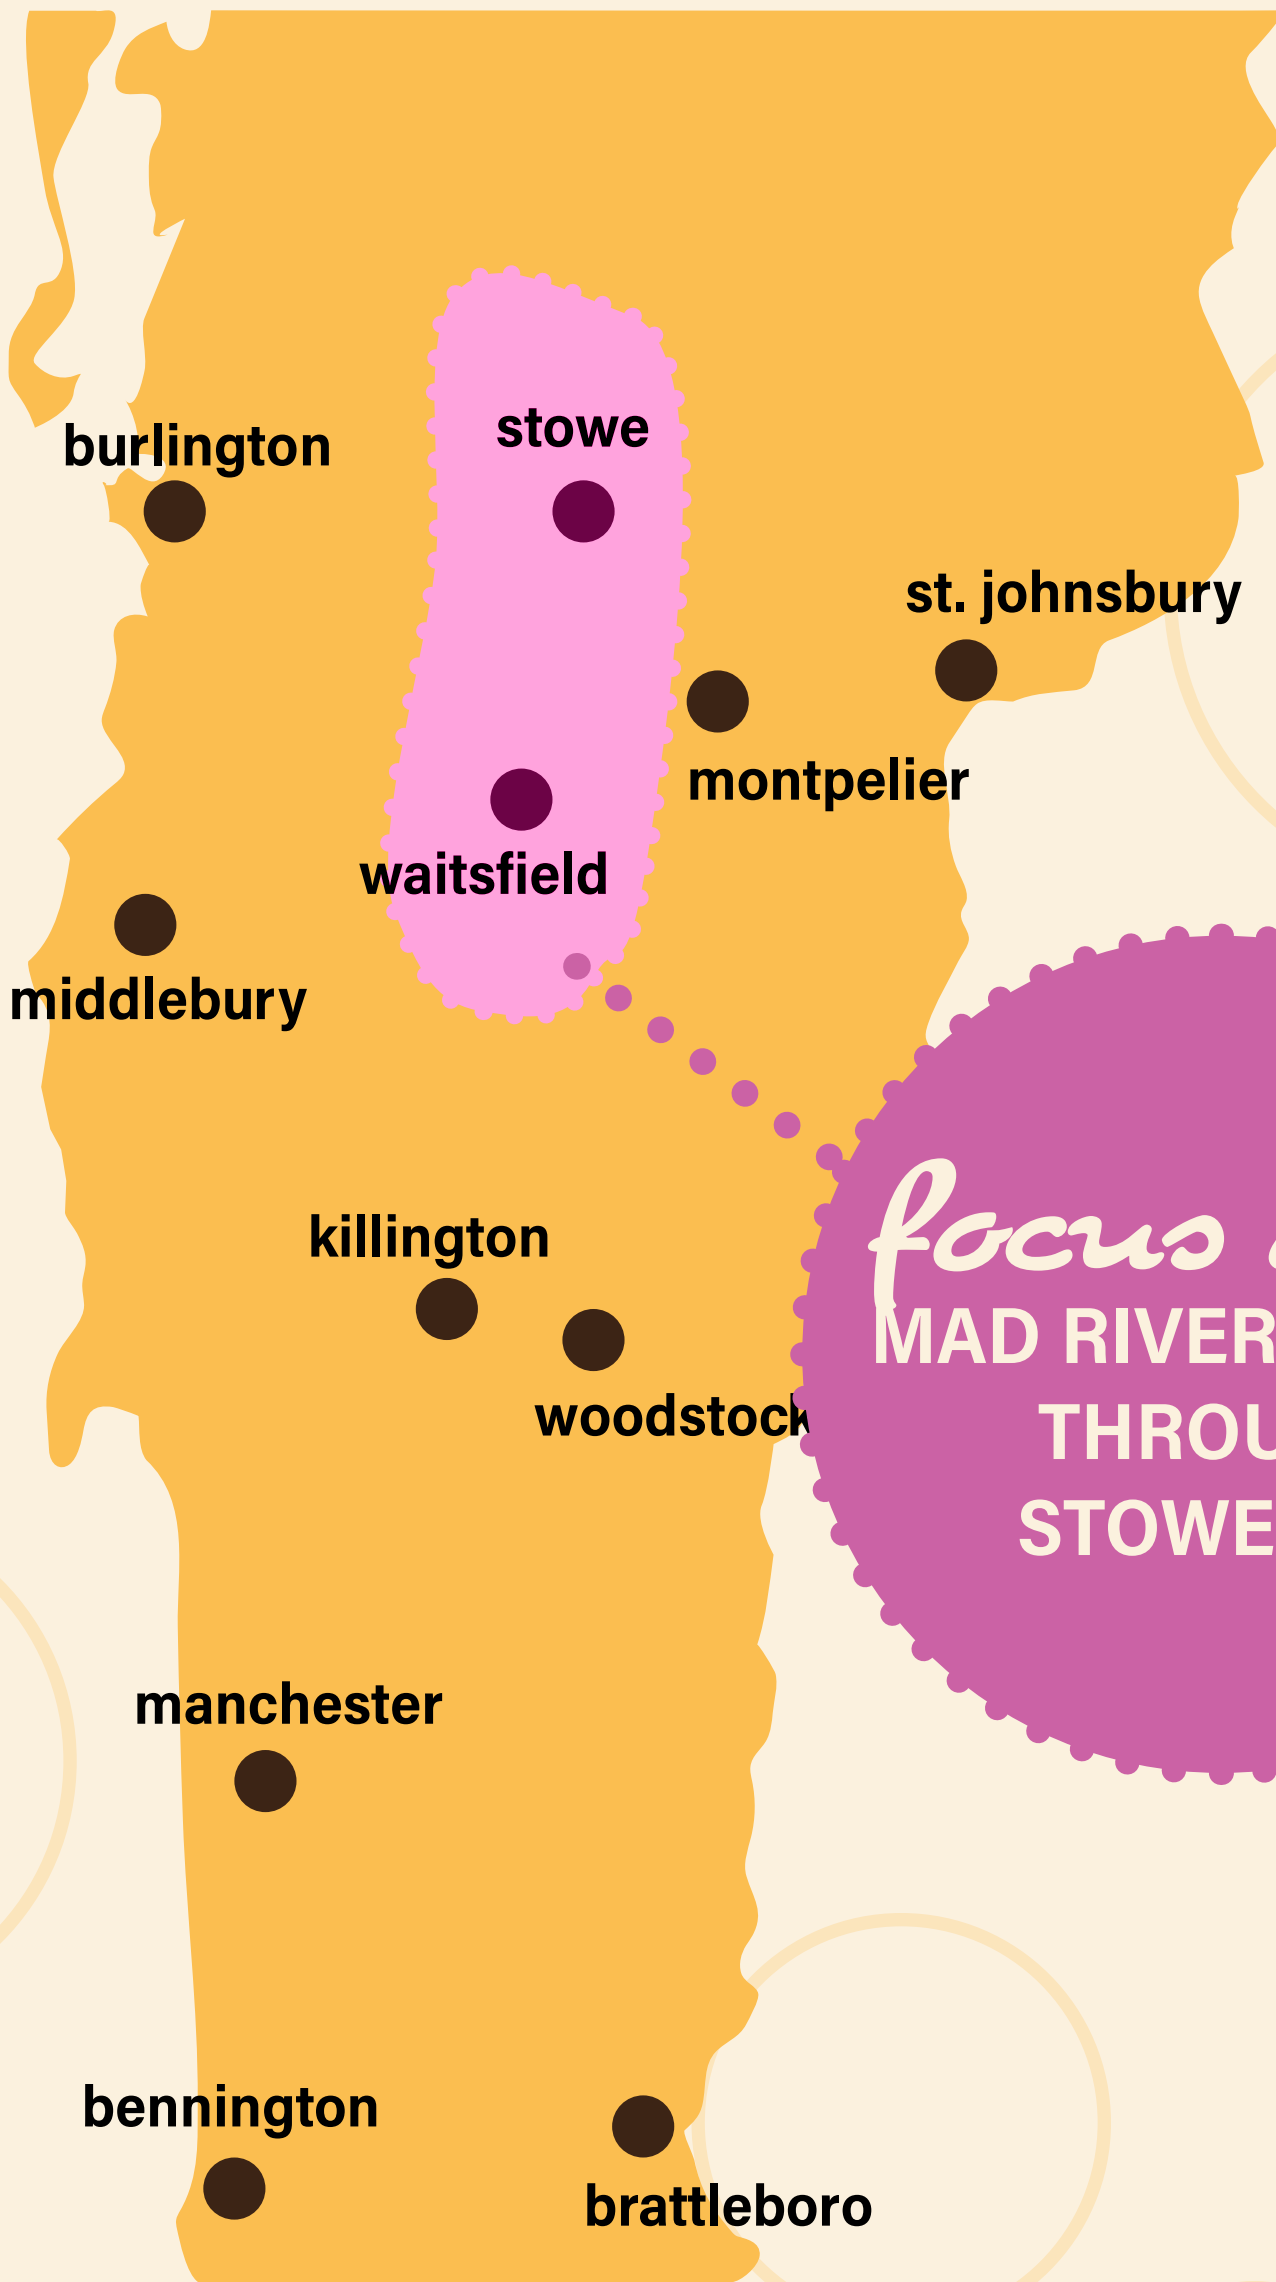 stowe
burlington
st. johnsbury
montpelier
waitsfield
middlebury
focus
MAD RIVER
THROU
STOWE
killington
woodstock
manchester
bennington
brattleboro